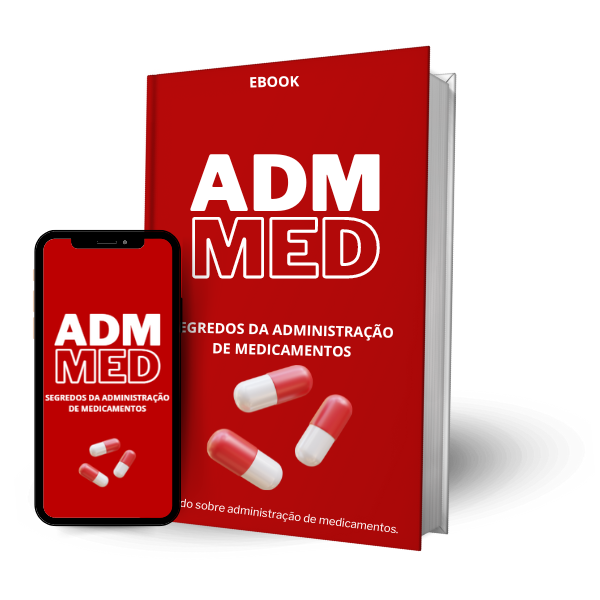 EBOOK
ADM
MED
EGREDOS DA ADMINISTRAÇÃO
DE MEDICAMENTOS
do sobre administração de medicamentos.
ADM
MED
SEGREDOS DA ADMINISTRAÇÃO
DE MEDICAMENTOS